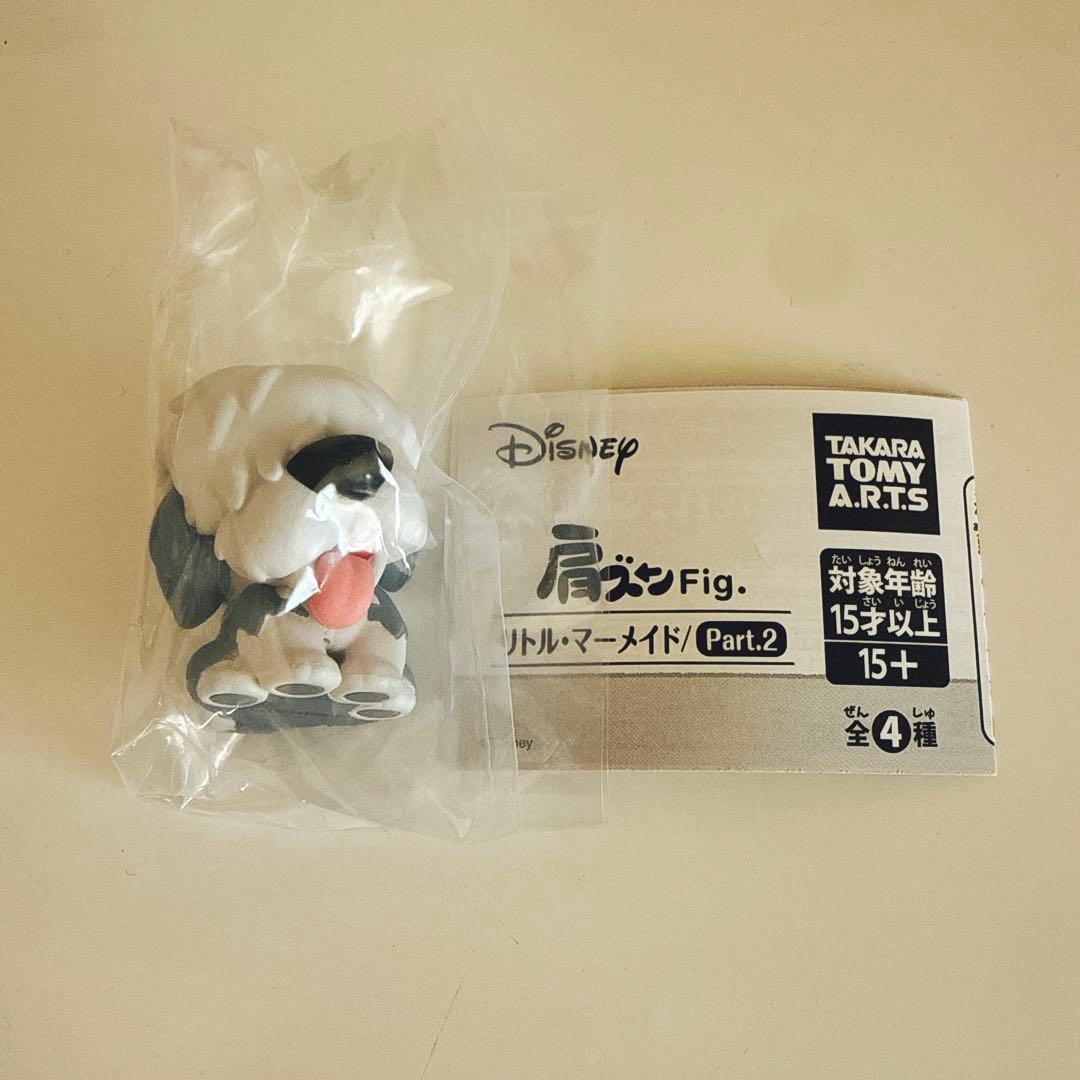 Disney
TAKARA
TOMY
A.R.T.S
肩ズンFig.
リトル・マーメイド/ Part.2
たいしょうねんれい
対象年齢
さいいじょう
15才以上
15+
ぜん しゅ
全4種